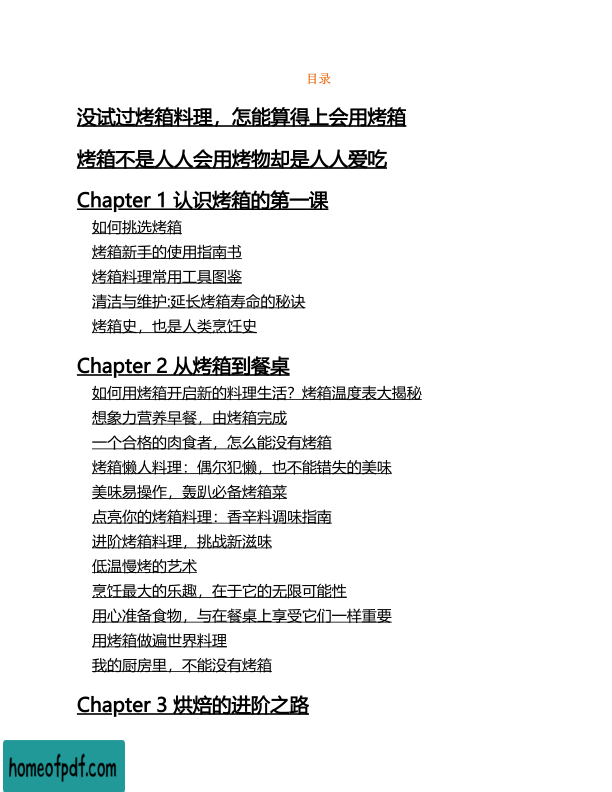 目录
没试过烤箱料理，怎能算得上会用烤箱
烤箱不是人人会用烤物却是人人爱吃
Chapter 1 认识烤箱的第一课
如何挑选烤箱
烤箱新手的使用指南书
烤箱料理常用工具图鉴
清洁与维护:延长烤箱寿命的秘诀
烤箱史，也是人类烹饪史
Chapter 2 从烤箱到餐桌
如何用烤箱开启新的料理生活？烤箱温度表大揭秘
想象力营养早餐，由烤箱完成
一个合格的肉食者，怎么能没有烤箱
烤箱懒人料理：偶尔犯懒，也不能错失的美味
美味易操作，轰趴必备烤箱菜
点亮你的烤箱料理：香辛料调味指南
进阶烤箱料理，挑战新滋味
低温慢烤的艺术
烹饪最大的乐趣，在于它的无限可能性
用心准备食物，与在餐桌上享受它们一样重要
用烤箱做遍世界料理
我的厨房里，不能没有烤箱
Chapter 3 烘焙的进阶之路
homeofpdf.com